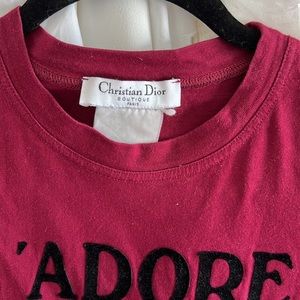 Christian Dior
BOUTIQUE
PARIS
'ADORE